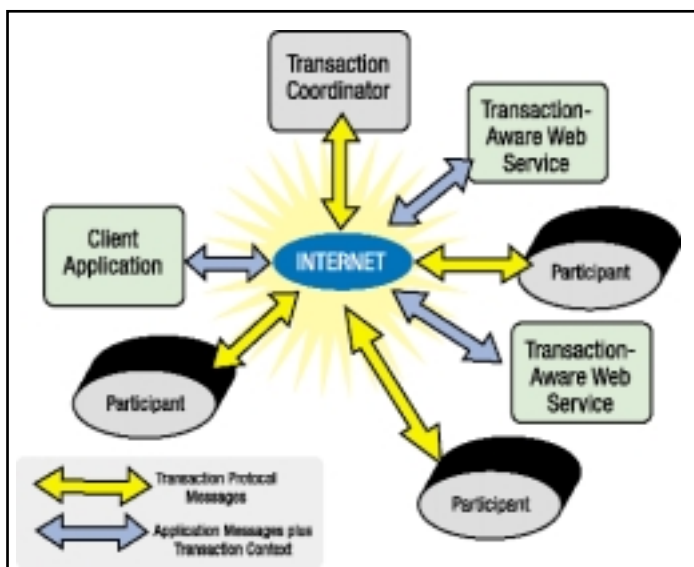 Transaction
Coordinator
Transaction-
Aware Web
Service
Client
Application
INTERNET
Participant
Participant
Transaction-
Aware Web
Service
Participant
Transaction Protocal
Messages
Application Messages plus
Transaction Context